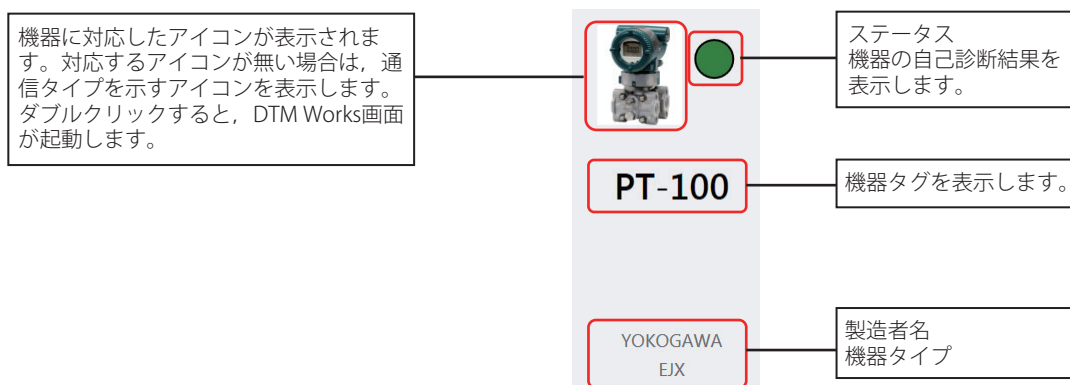 機器に対応したアイコンが表示されま
す。対応するアイコンが無い場合は，通
信タイプを示すアイコンを表示します。
ダブルクリックすると，DTM Works画面
が起動します。
ステータス
機器の自己診断結果を
表示します。
PT-100
機器タグを表示します。
YOKOGAWA
EJX
製造者名
機器タイプ